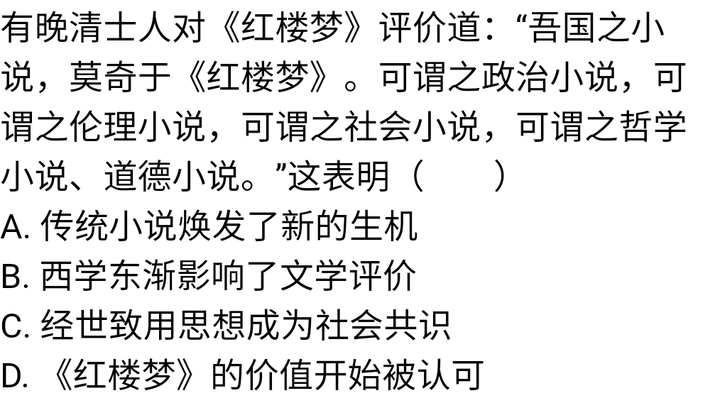 有晚清士人对《红楼梦》评价道：“吾国之小
说，莫奇于《红楼梦》。可谓之政治小说，可
谓之伦理小说，可谓之社会小说，可谓之哲学
小说、道德小说。”这表明（　　）
A. 传统小说焕发了新的生机
B. 西学东渐影响了文学评价
C. 经世致用思想成为社会共识
D. 《红楼梦》的价值开始被认可